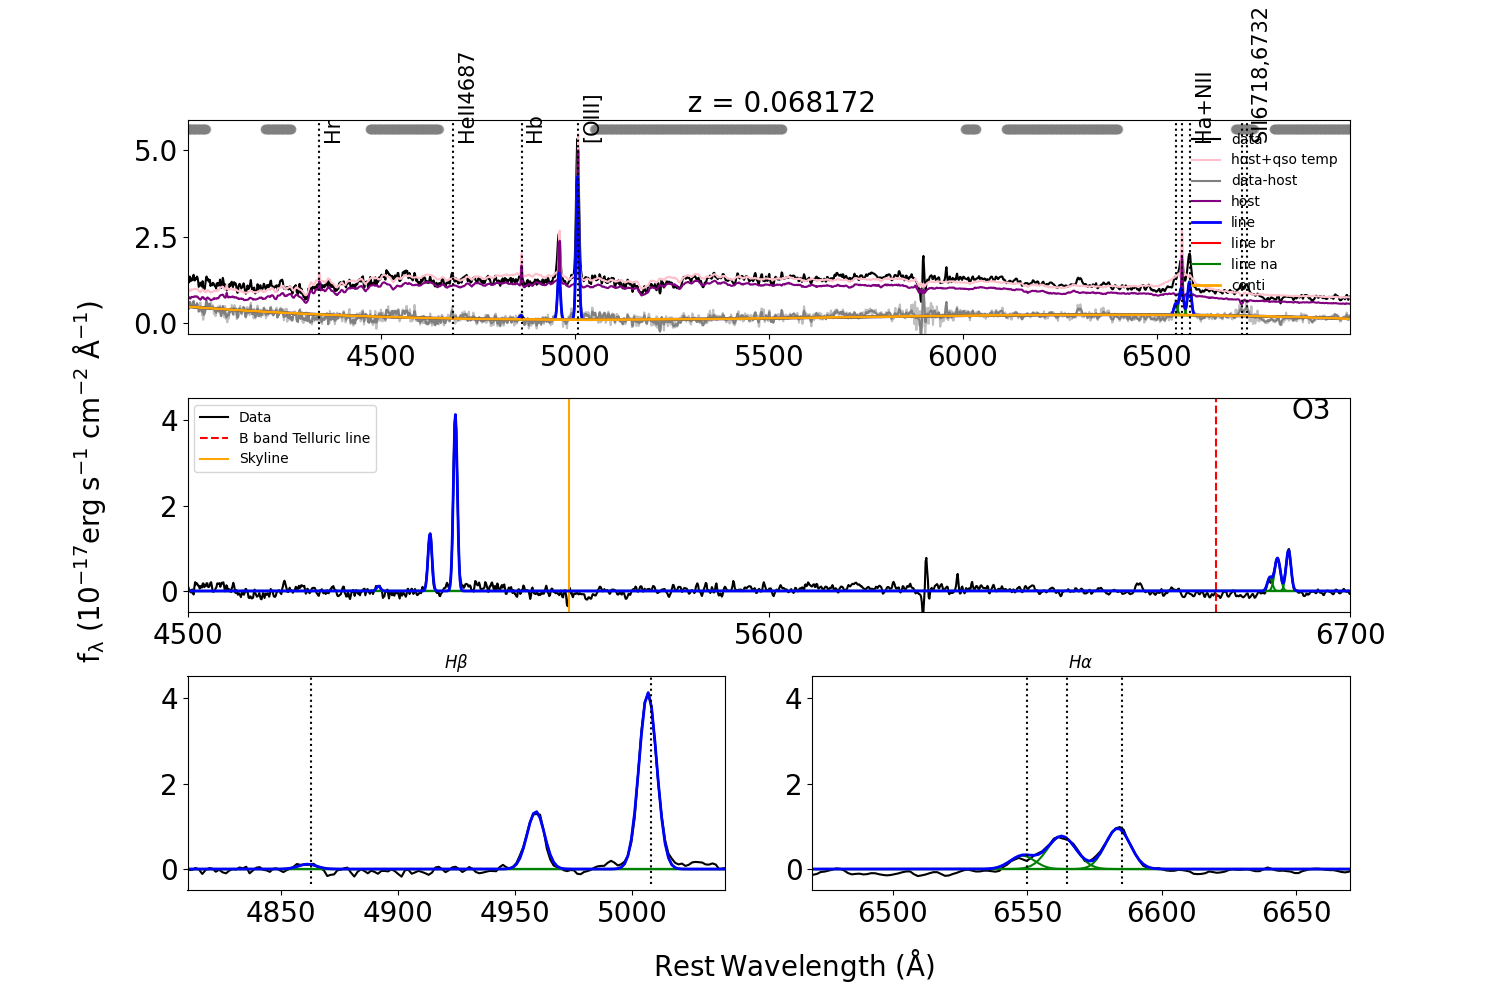 z = 0.068172
Hr
HeII4687
Hb
[OIII]
Ha+NII
SII6718,6732
data
host+qso temp
data-host
host
line
line br
line na
conti
5.0
2.5
0.0
4500 5000 5500 6000 6500
fλ (10−17erg s−1 cm−2 Å−1)
Data
B band Telluric line
Skyline
O3
4
2
0
4500 5600 6700
Hβ
4
2
0
4850 4900 4950 5000
Hα
4
2
0
6500 6550 6600 6650
Rest Wavelength (Å)